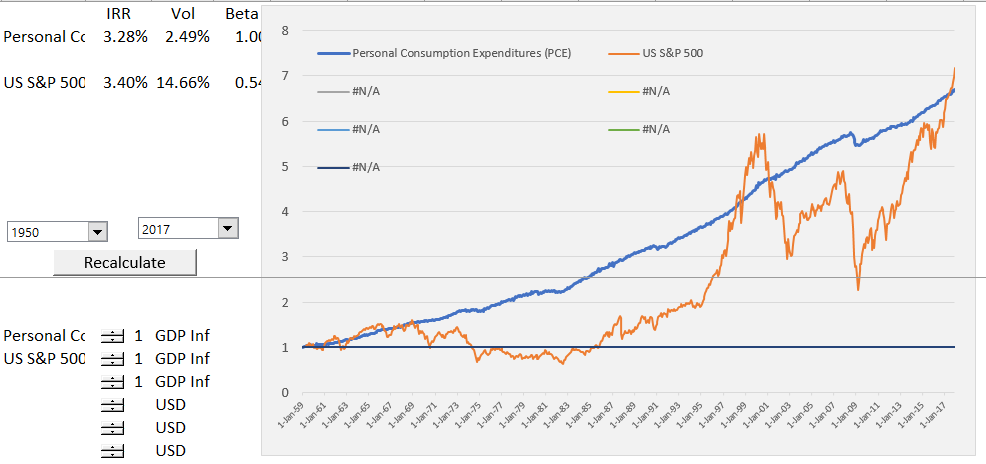 IRR Vol Beta
Personal Cc 3.28% 2.49% 1.00
US S&P 500 3.40% 14.66% 0.54
1950 2017
Recalculate
Personal Cc 1 GDP Inf
US S&P 500 1 GDP Inf
1 GDP Inf
USD
USD
USD
8
7
6
5
4
3
2
1
0
Personal Consumption Expenditures (PCE) US S&P 500
#N/A #N/A
#N/A #N/A
#N/A
1-Jan-59 1-Jan-61 1-Jan-63 1-Jan-65 1-Jan-67 1-Jan-69 1-Jan-71 1-Jan-73 1-Jan-75 1-Jan-77 1-Jan-79 1-Jan-81 1-Jan-83 1-Jan-85 1-Jan-87 1-Jan-89 1-Jan-91 1-Jan-93 1-Jan-95 1-Jan-97 1-Jan-99 1-Jan-01 1-Jan-03 1-Jan-05 1-Jan-07 1-Jan-09 1-Jan-11 1-Jan-13 1-Jan-15 1-Jan-17